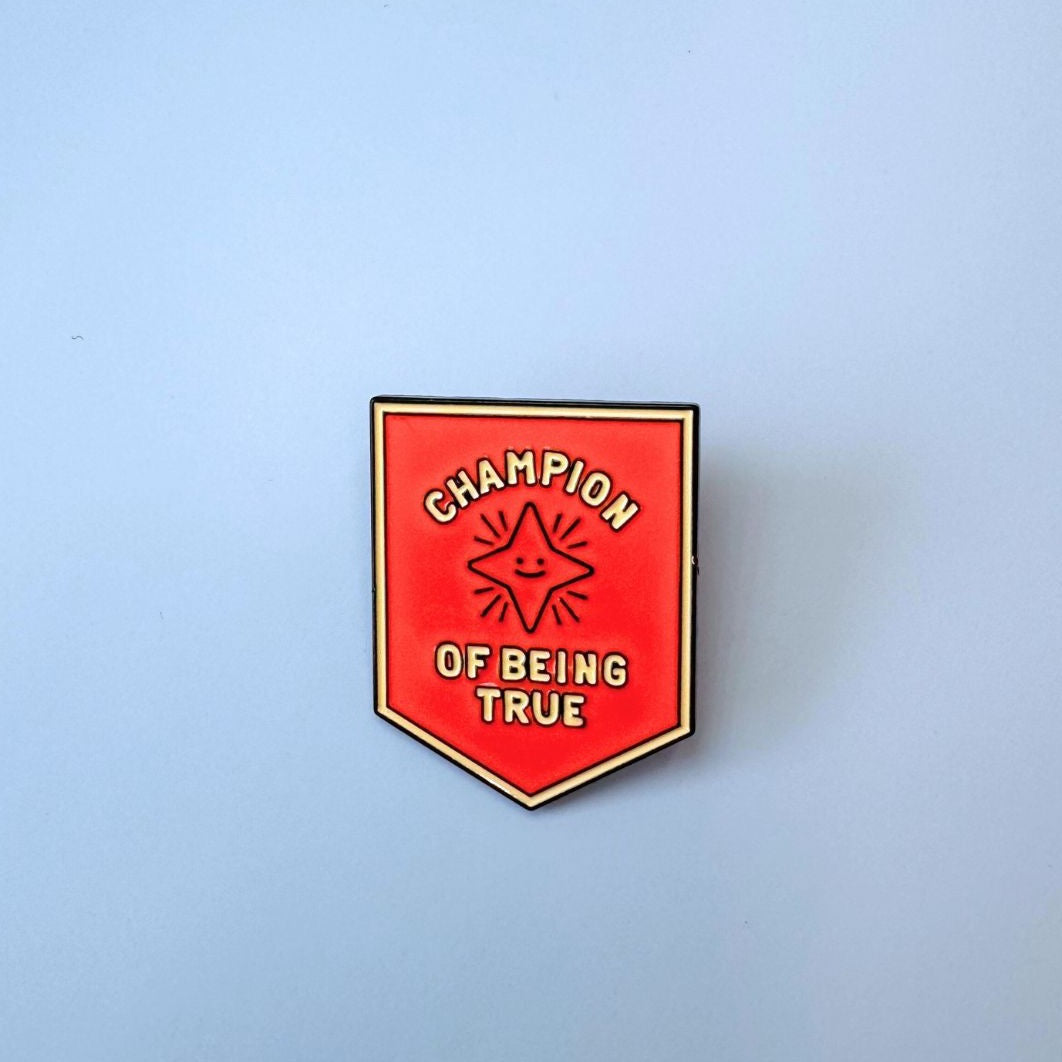 CHAMPION
OF BEING
TRUE